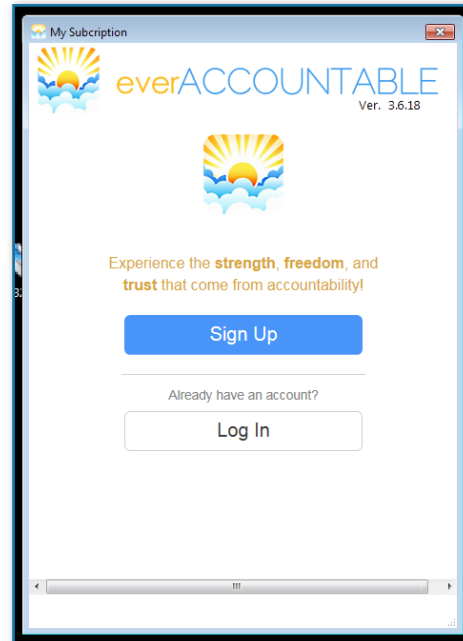 My Subcription
everACCOUNTABLE
Ver. 3.6.18
Experience the strength, freedom, and
trust that come from accountability!
Sign Up
Already have an account?
Log In